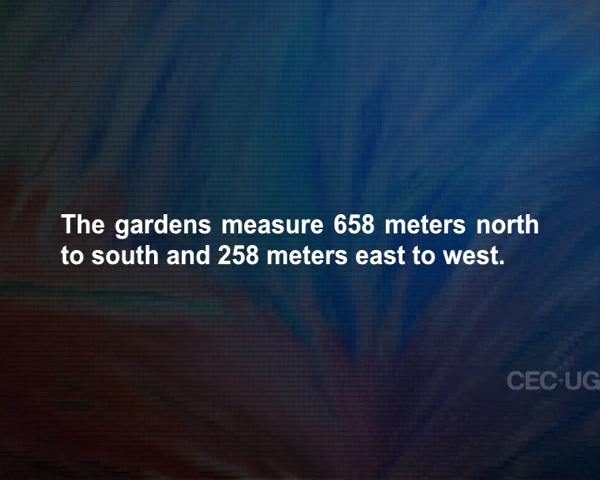 The gardens measure 658 meters north
to south and 258 meters east to west.
CEC-UG